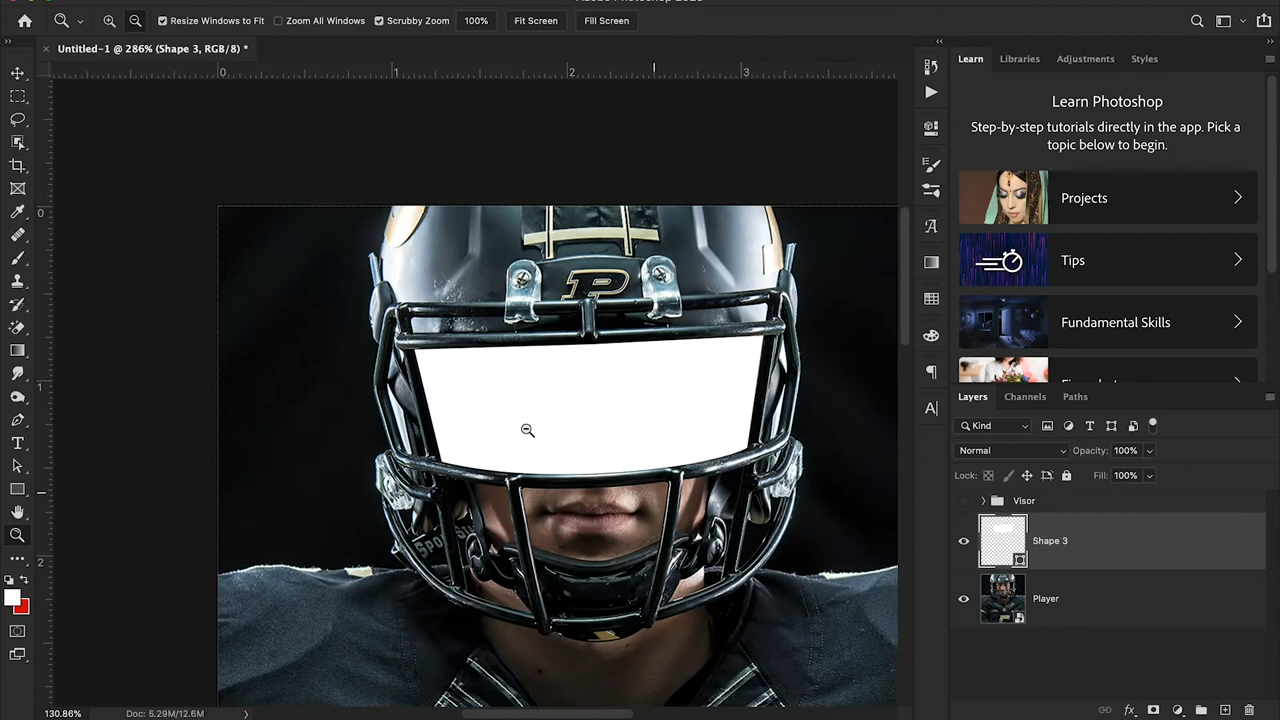 Resize Windows to Fit Zoom All Windows Scrubby Zoom 100% Fit Screen Fill Screen
Untitled-1 @ 286% (Shape 3, RGB/8) *
0 1 2 3
0
1
2
P
Learn Libraries Adjustments Styles
Learn Photoshop
Step-by-step tutorials directly in the app. Pick a
topic below to begin.
Projects
Tips
Fundamental Skills
Layers Channels Paths
Kind
Normal Opacity: 100%
Lock: Fill: 100%
Visor
Shape 3
Player
130.86% Doc: 5.29M/12.6M